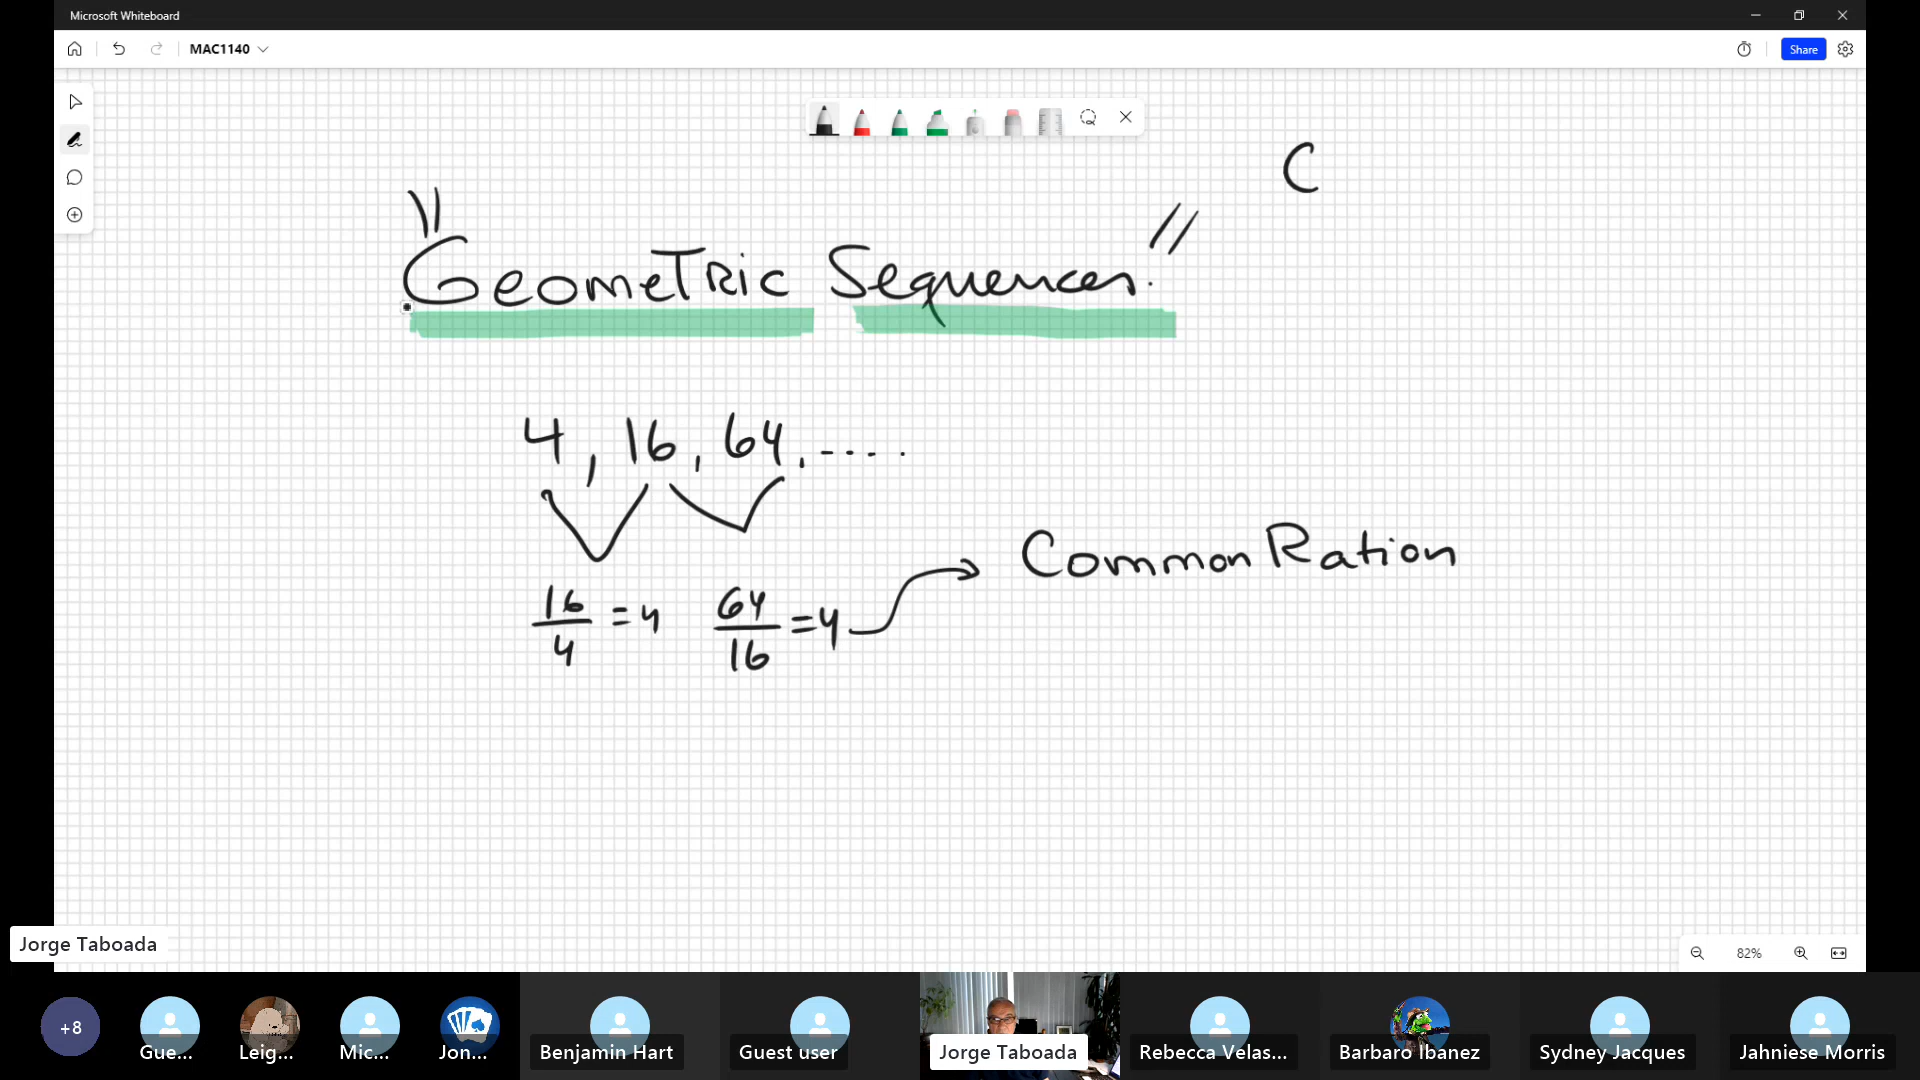 Microsoft Whiteboard
MAC1140
Share
C
"Geometric Sequences."
4, 16, 64, .....
Common Ration
16/4 = 4 64/16 = 4
82%
Jorge Taboada
+8
Gue...
Leig...
Mic...
Jon...
Benjamin Hart
Guest user
Jorge Taboada
Rebecca Velas...
Barbaro Ibanez
Sydney Jacques
Jahniese Morris